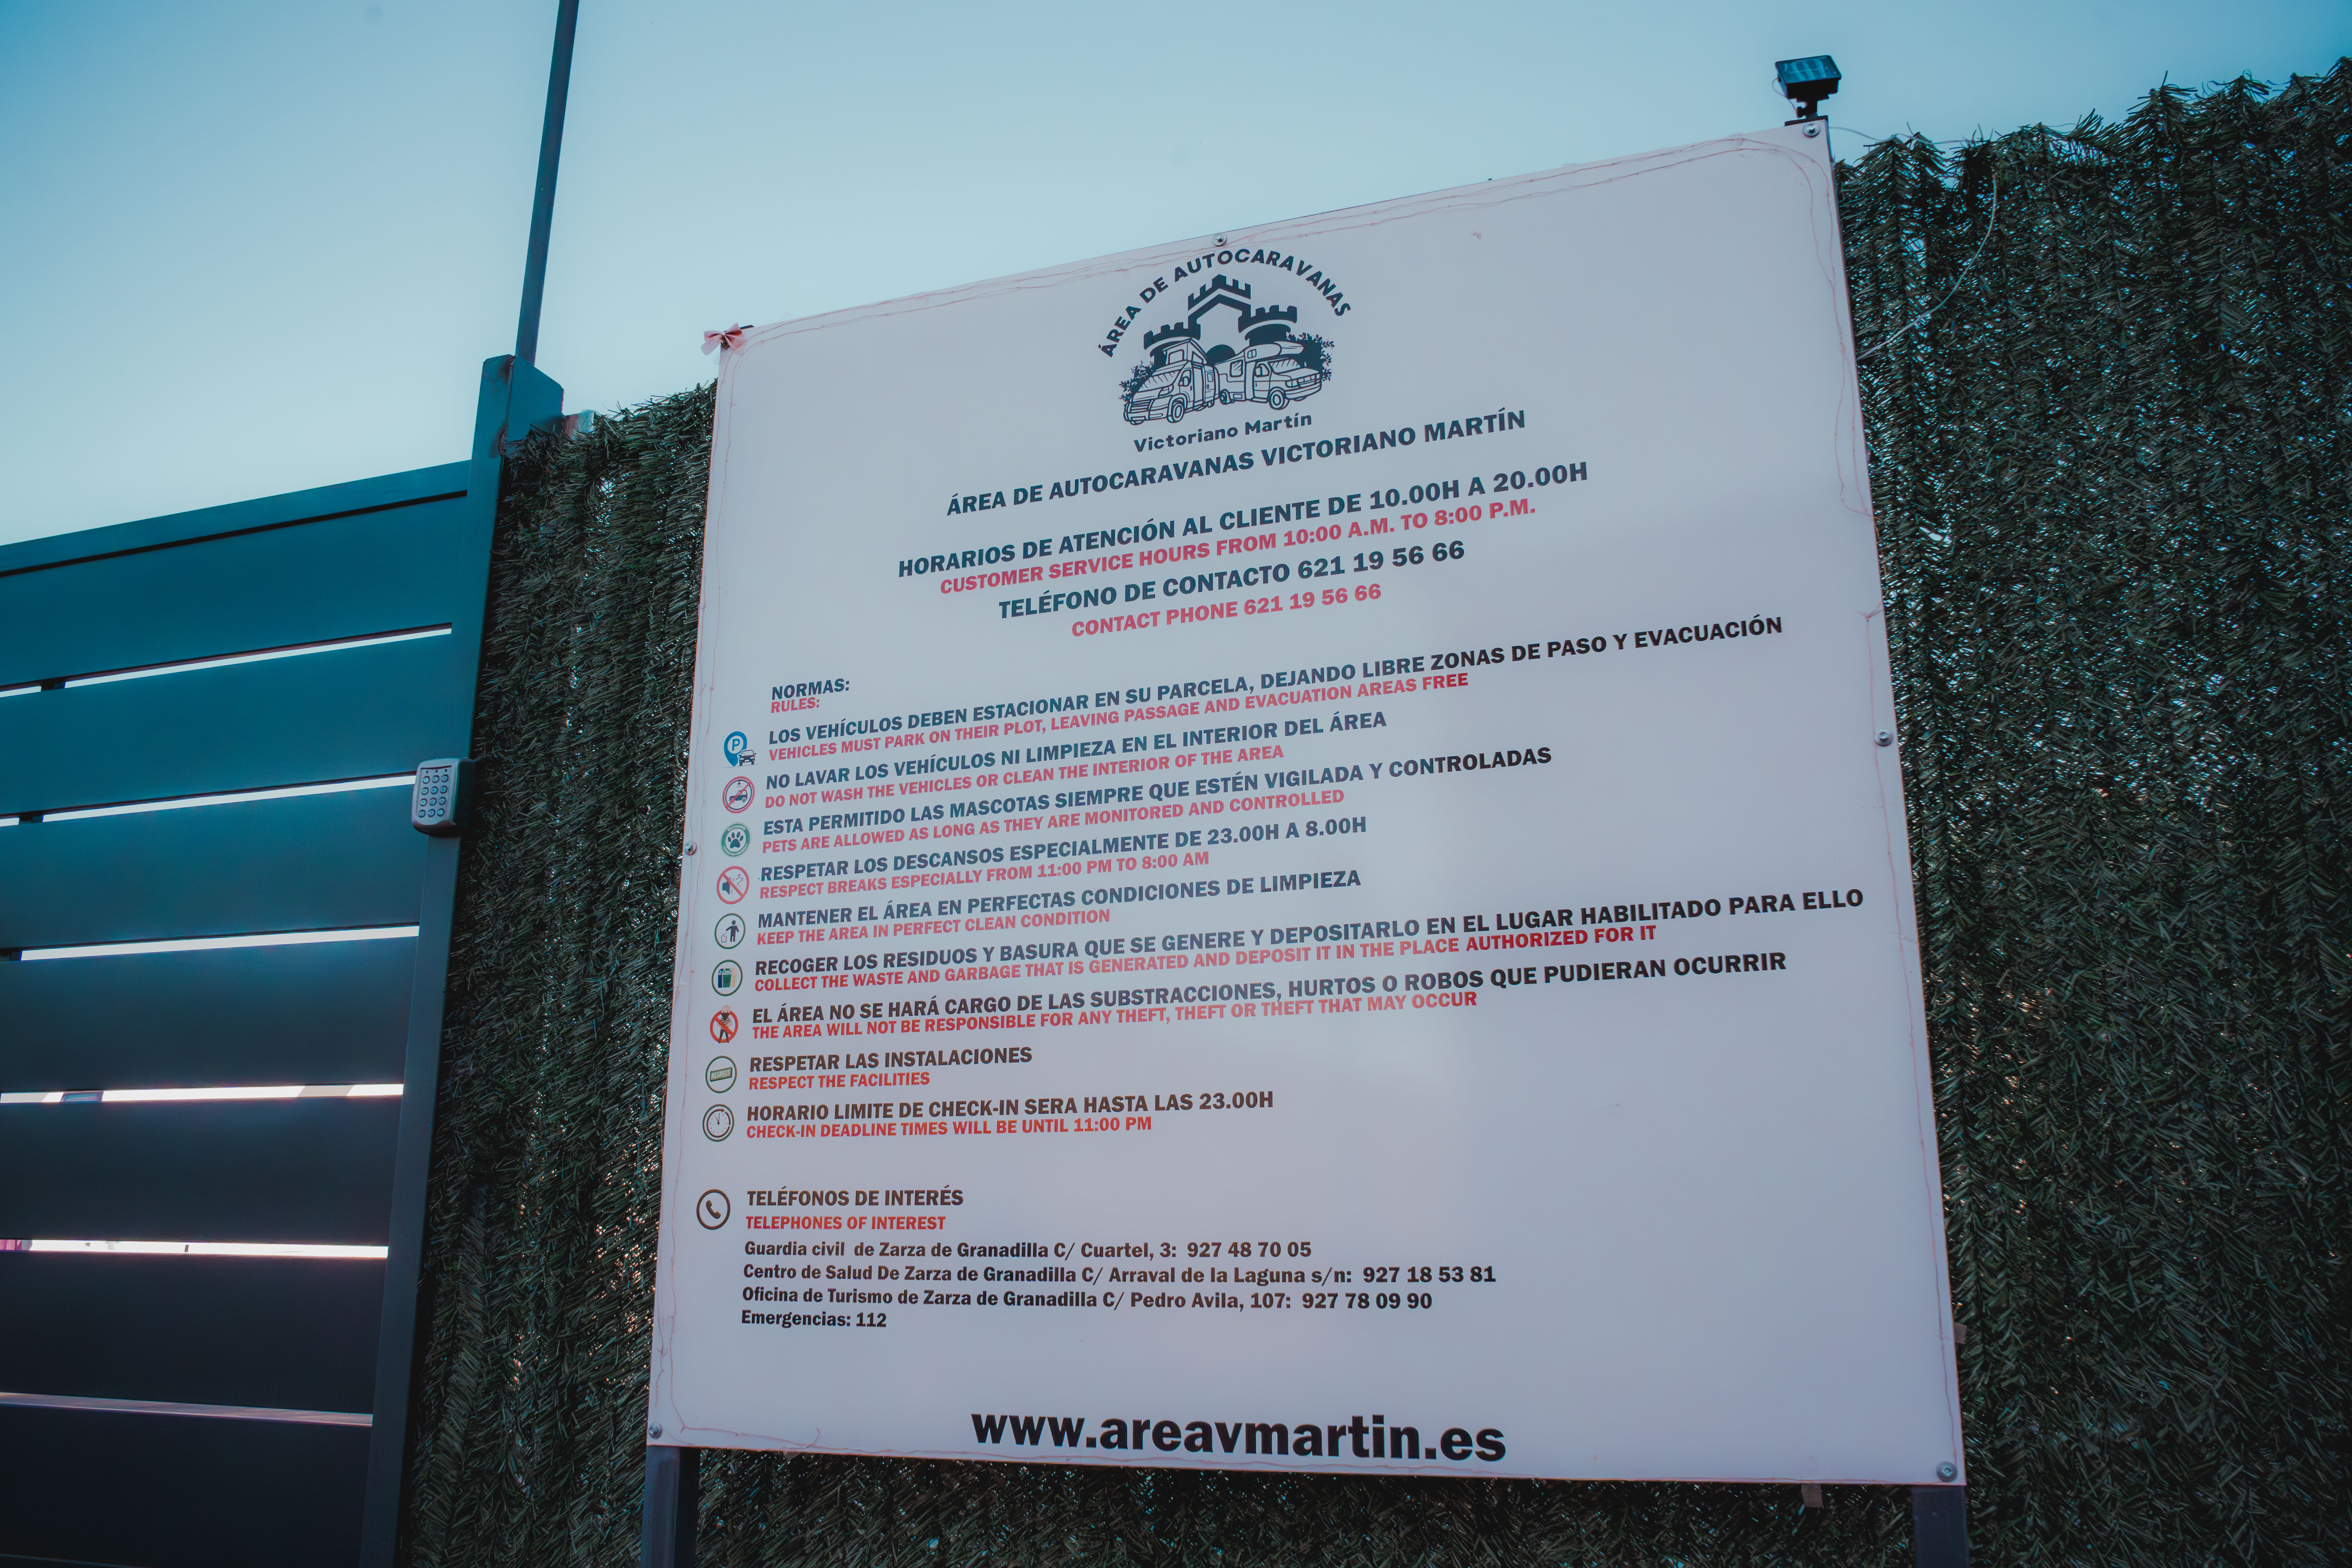 ÁREA DE AUTOCARAVANAS
Victoriano Martín
ÁREA DE AUTOCARAVANAS VICTORIANO MARTÍN
HORARIOS DE ATENCIÓN AL CLIENTE DE 10.00H A 20.00H
CUSTOMER SERVICE HOURS FROM 10:00 A.M. TO 8:00 P.M.
TELÉFONO DE CONTACTO 621 19 56 66
CONTACT PHONE 621 19 56 66
NORMAS:
RULES:
P
LOS VEHÍCULOS DEBEN ESTACIONAR EN SU PARCELA, DEJANDO LIBRE ZONAS DE PASO Y EVACUACIÓN
VEHICLES MUST PARK ON THEIR PLOT, LEAVING PASSAGE AND EVACUATION AREAS FREE
NO LAVAR LOS VEHÍCULOS NI LIMPIEZA EN EL INTERIOR DEL ÁREA
DO NOT WASH THE VEHICLES OR CLEAN THE INTERIOR OF THE AREA
ESTA PERMITIDO LAS MASCOTAS SIEMPRE QUE ESTÉN VIGILADA Y CONTROLADAS
PETS ARE ALLOWED AS LONG AS THEY ARE MONITORED AND CONTROLLED
RESPETAR LOS DESCANSOS ESPECIALMENTE DE 23.00H A 8.00H
RESPECT BREAKS ESPECIALLY FROM 11:00 PM TO 8:00 AM
MANTENER EL ÁREA EN PERFECTAS CONDICIONES DE LIMPIEZA
KEEP THE AREA IN PERFECT CLEAN CONDITION
RECOGER LOS RESIDUOS Y BASURA QUE SE GENERE Y DEPOSITARLO EN EL LUGAR HABILITADO PARA ELLO
COLLECT THE WASTE AND GARBAGE THAT IS GENERATED AND DEPOSIT IT IN THE PLACE AUTHORIZED FOR IT
EL ÁREA NO SE HARÁ CARGO DE LAS SUBSTRACCIONES, HURTOS O ROBOS QUE PUDIERAN OCURRIR
THE AREA WILL NOT BE RESPONSIBLE FOR ANY THEFT, THEFT OR THEFT THAT MAY OCCUR
RESPETAR LAS INSTALACIONES
RESPECT THE FACILITIES
HORARIO LIMITE DE CHECK-IN SERA HASTA LAS 23.00H
CHECK-IN DEADLINE TIMES WILL BE UNTIL 11:00 PM
TELÉFONOS DE INTERÉS
TELEPHONES OF INTEREST
Guardia civil de Zarza de Granadilla C/ Cuartel, 3: 927 48 70 05
Centro de Salud De Zarza de Granadilla C/ Arraval de la Laguna s/n: 927 18 53 81
Oficina de Turismo de Zarza de Granadilla C/ Pedro Avila, 107: 927 78 09 90
Emergencias: 112
www.areavmartin.es